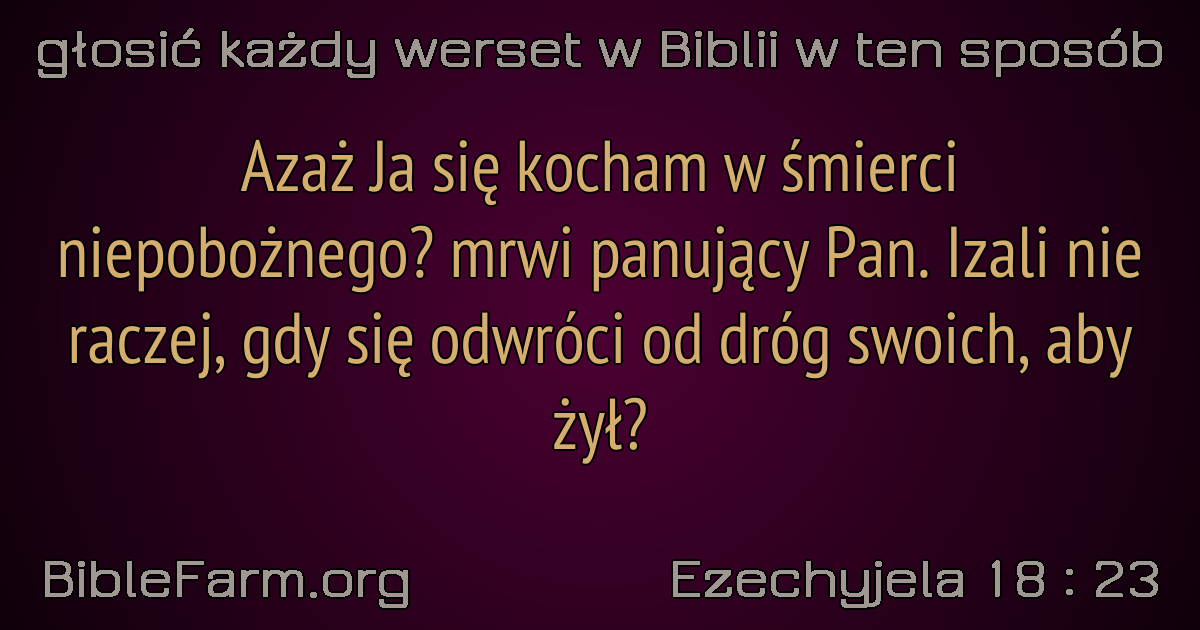 głosić każdy werset w Biblii w ten sposób
Azaż Ja się kocham w śmierci
niepobożnego? mrwi panujący Pan. Izali nie
raczej, gdy się odwróci od dróg swoich, aby
żył?
BibleFarm.org
Ezechyjela 18 : 23